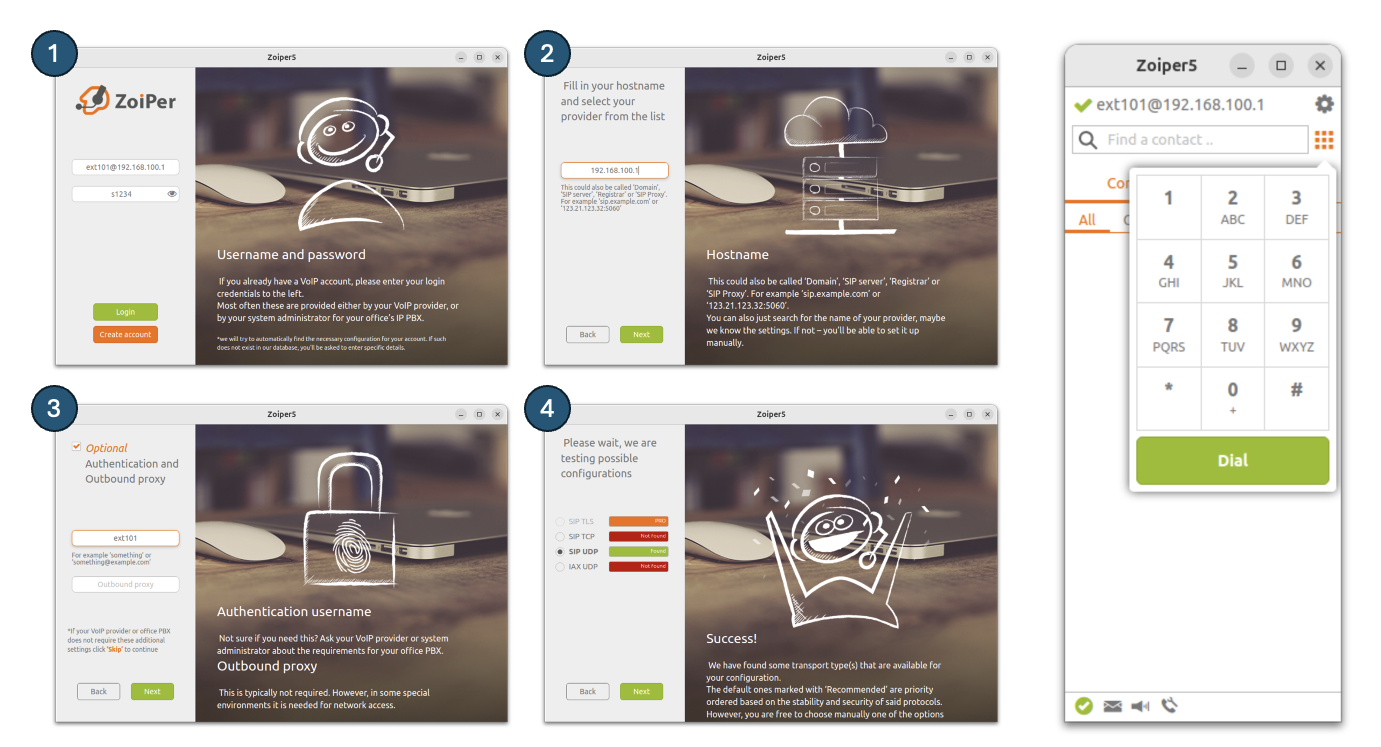 1
Zoiper5
ZoiPer
ext101@192.168.100.1
s1234
Login
Create account
Username and password
If you already have a VoIP account, please enter your login
credentials to the left.
Most often these are provided either by your VoIP provider, or
by your system administrator for your office's IP PBX.
*we will try to automatically find the necessary configuration for your account. If such
does not exist in our database, you'll be asked to enter specific details.
2
Zoiper5
Fill in your hostname
and select your
provider from the list
192.168.100.1
This could also be called 'Domain',
'SIP server', 'Registrar' or 'SIP Proxy'.
For example 'sip.example.com' or
'123.21.123.32:5060'
Back
Next
Hostname
This could also be called 'Domain', 'SIP server', 'Registrar' or
'SIP Proxy'. For example 'sip.example.com' or
'123.21.123.32:5060'.
You can also just search for the name of your provider, maybe
we know the settings. If not – you'll be able to set it up
manually.
3
Zoiper5
Optional
Authentication and
Outbound proxy
ext101
For example 'something' or
'something@example.com'
Outbound proxy
*If your VoIP provider or office PBX
does not require these additional
settings click 'Skip' to continue
Back
Next
Authentication username
Not sure if you need this? Ask your VoIP provider or system
administrator about the requirements for your office PBX.
Outbound proxy
This is typically not required. However, in some special
environments it is needed for network access.
4
Zoiper5
Please wait, we are
testing possible
configurations
SIP TLS PRO
SIP TCP Not Found
SIP UDP Found
IAX UDP Not Found
Back
Next
Success!
We have found some transport type(s) that are available for
your configuration.
The default ones marked with 'Recommended' are priority
ordered based on the stability and security of said protocols.
However, you are free to choose manually one of the options
Zoiper5
ext101@192.168.100.1
Find a contact ..
Cor
All
1 2 3
ABC DEF
4 5 6
GHI JKL MNO
7 8 9
PQRS TUV WXYZ
* 0 #
+
Dial